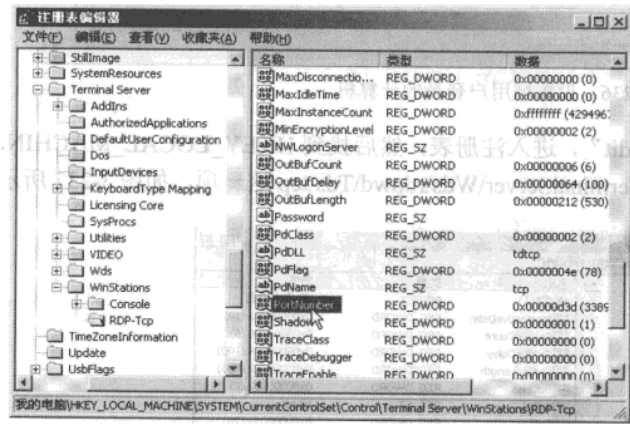 注册表编辑器
文件(F) 编辑(E) 查看(V) 收藏夹(A) 帮助(H)
StillImage
SystemResources
Terminal Server
AddIns
AuthorizedApplications
DefaultUserConfiguration
Dos
InputDevices
KeyboardType Mapping
Licensing Core
SysProcs
Utilities
VIDEO
Wds
WinStations
Console
RDP-Tcp
TimeZoneInformation
Update
UsbFlags
名称 类型 数据
MaxDisconnectio... REG_DWORD 0x00000000 (0)
MaxIdleTime REG_DWORD 0x00000000 (0)
MaxInstanceCount REG_DWORD 0xffffffff (4294967
MinEncryptionLevel REG_DWORD 0x00000002 (2)
NWLogonServer REG_SZ
OutBufCount REG_DWORD 0x00000006 (6)
OutBufDelay REG_DWORD 0x00000064 (100)
OutBufLength REG_DWORD 0x00000212 (530)
Password REG_SZ
PdClass REG_DWORD 0x00000002 (2)
PdDLL REG_SZ tdtcp
PdFlag REG_DWORD 0x0000004e (78)
PdName REG_SZ tcp
PortNumber REG_DWORD 0x00000d3d (3389
Shadow REG_DWORD 0x00000001 (1)
TraceClass REG_DWORD 0x00000000 (0)
TraceDebugger REG_DWORD 0x00000000 (0)
TraceEnable REG_DWORD 0x00000000 (0)
我的电脑\HKEY_LOCAL_MACHINE\SYSTEM\CurrentControlSet\Control\Terminal Server\WinStations\RDP-Tcp